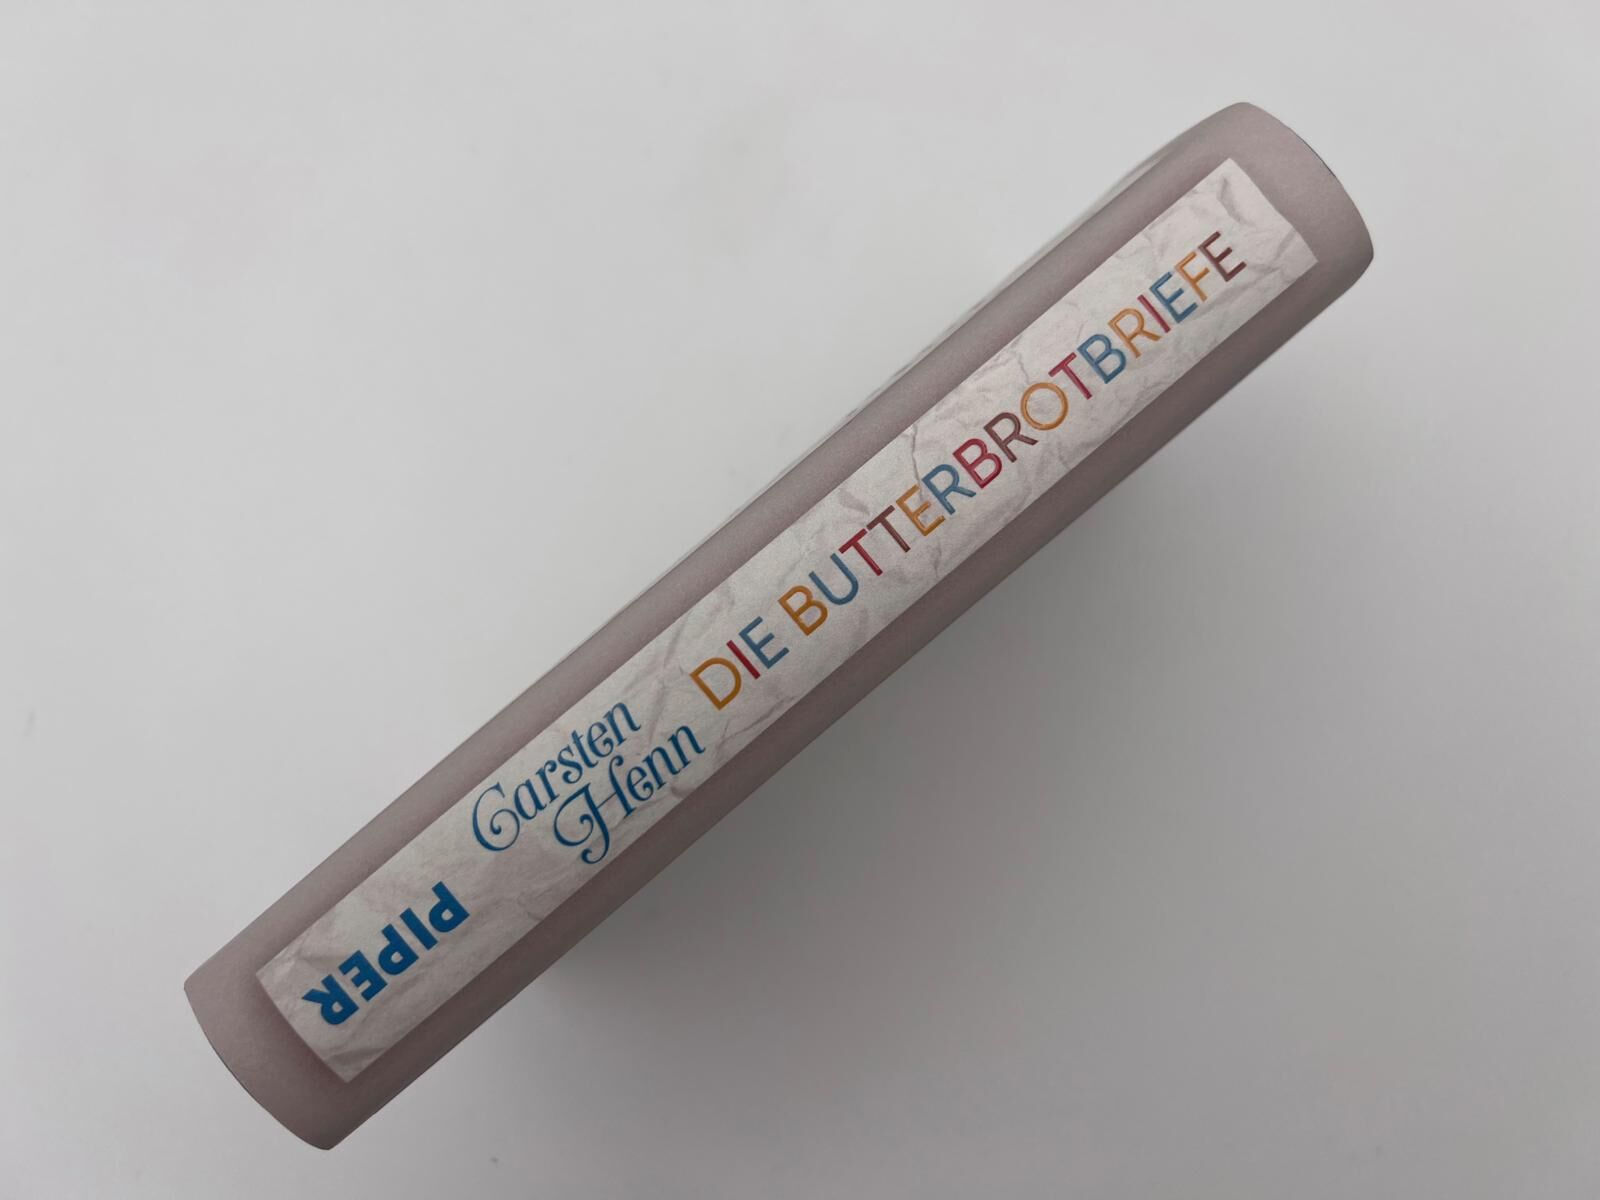 Carsten
Henn
DIE BUTTERBROTBRIEFE
PIPER